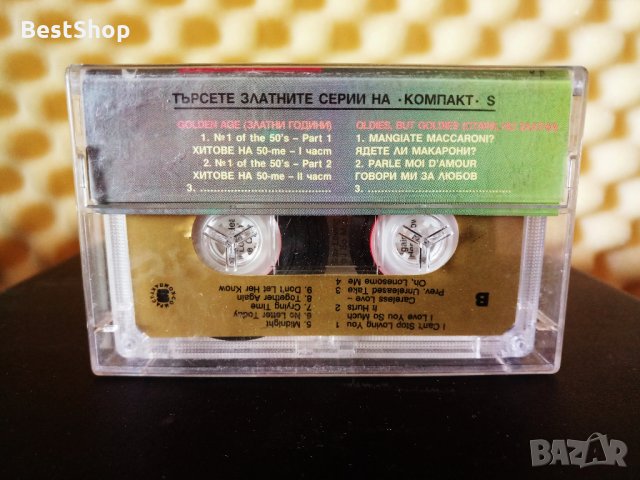 BestShop
ТЪРСЕТЕ ЗЛАТНИТЕ СЕРИИ НА ·КОМПАКТ· S
GOLDEN AGE (ЗЛАТНИ ГОДИНИ)
1. №1 of the 50's – Part 1
ХИТОВЕ НА 50-те – I част
2. №1 of the 50's – Part 2
ХИТОВЕ НА 50-те – II част
3.
OLDIES, BUT GOLDIES
1. MANGIATE MACCARONI?
ЯДЕТЕ ЛИ МАКАРОНИ?
2. PARLE MOI D'AMOUR
ГОВОРИ МИ ЗА ЛЮБОВ
3.
B
I Can't Stop Loving You 1
I Love You So Much
It Hurts 2
Careless Love –
Prev. Unreleased Take 3
Oh, Lonesome Me 4
5. Midnight
6. No Letter Today
7. Crying Time
8. Together Again
9. Don't Let Her Know
BAZAR